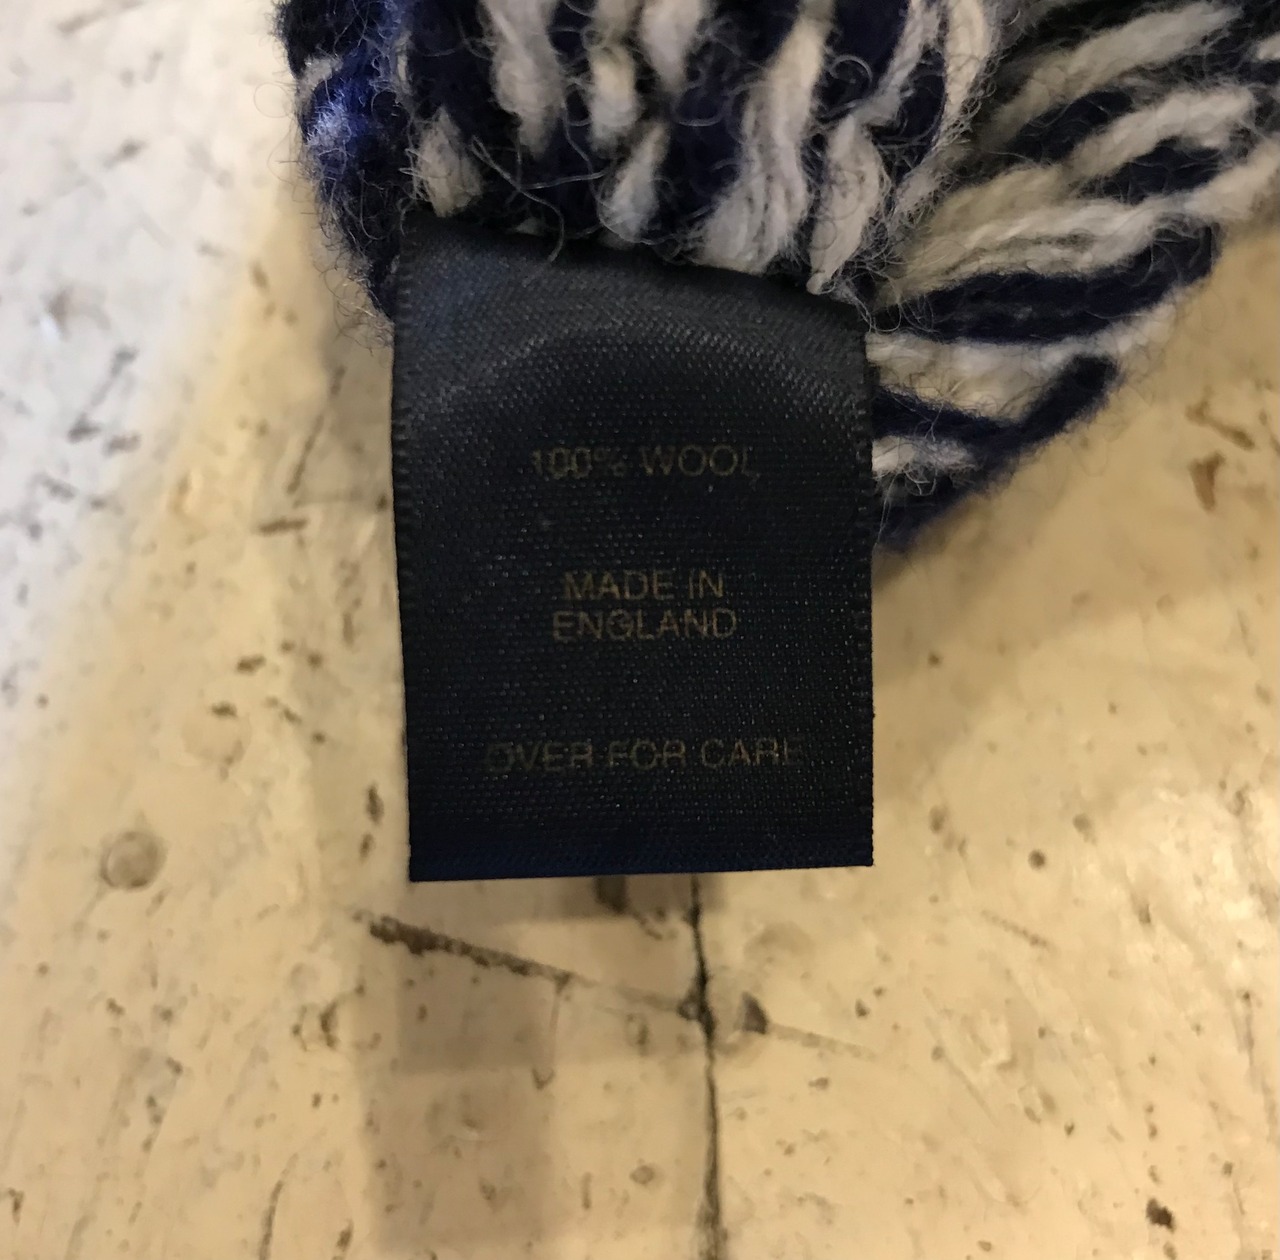 100% WOOL
MADE IN
ENGLAND
OVER FOR CARE